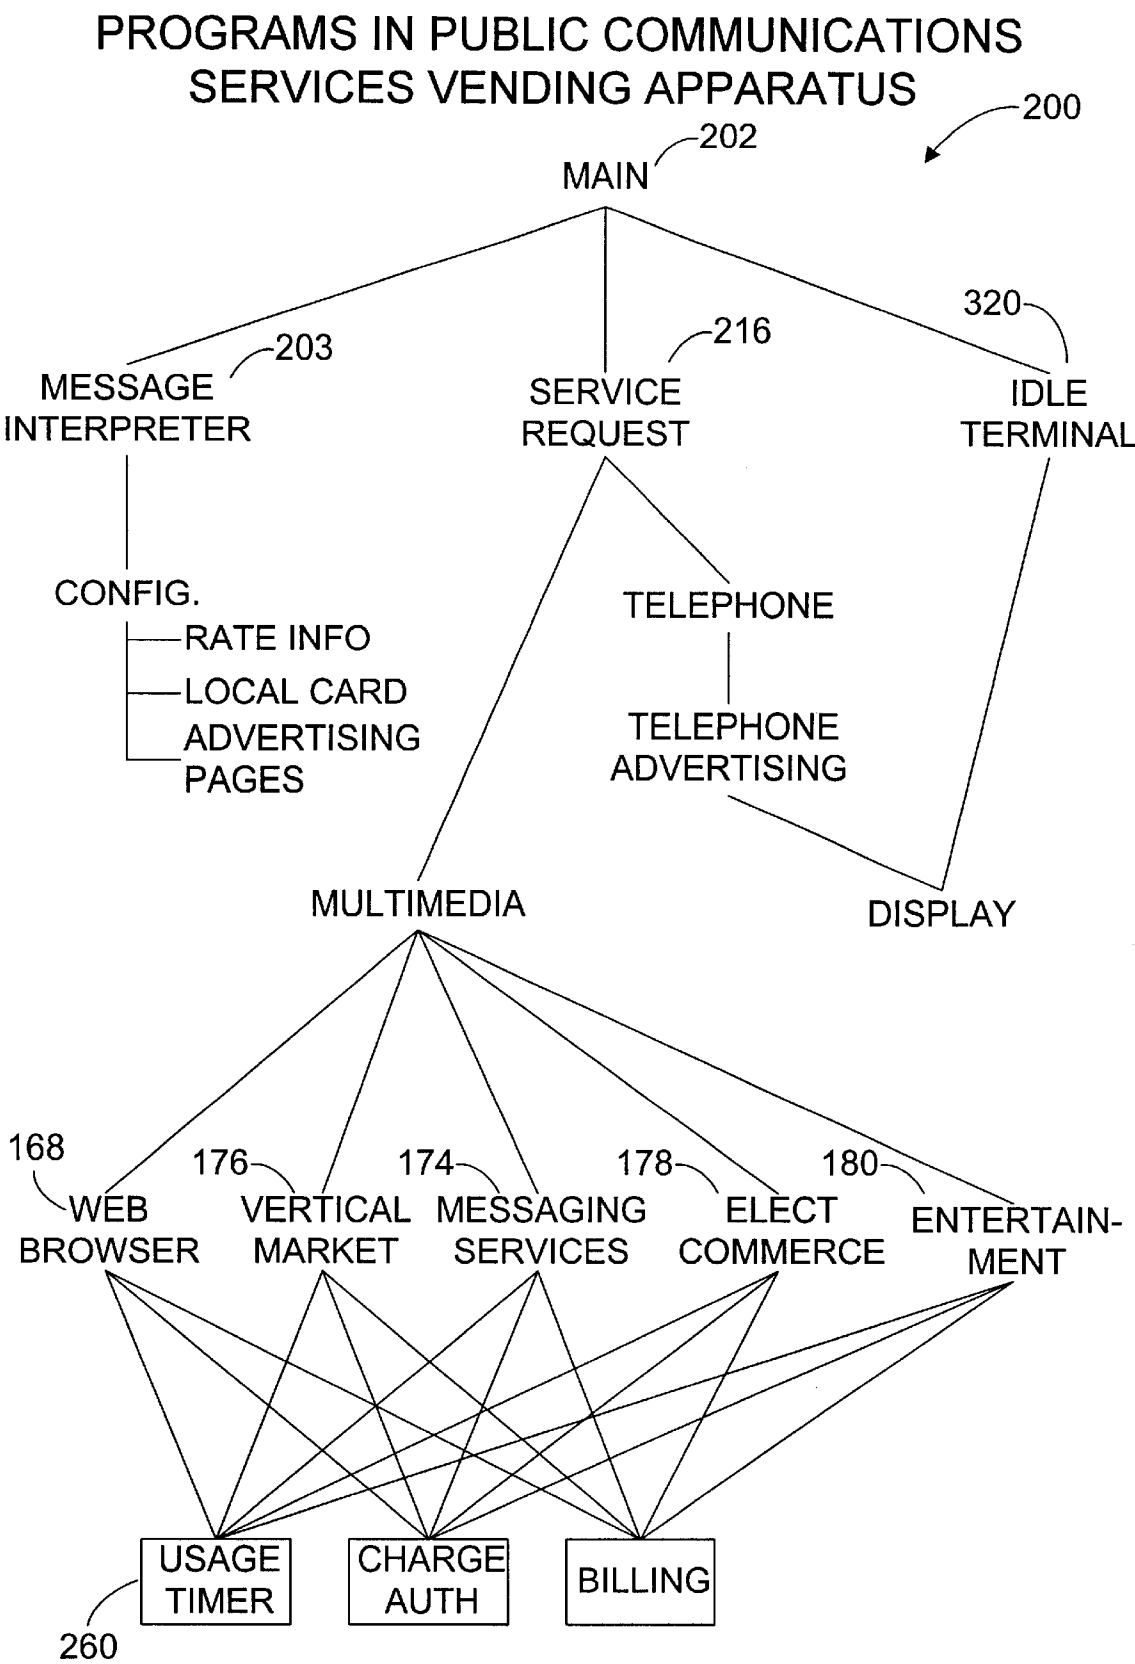 PROGRAMS IN PUBLIC COMMUNICATIONS
SERVICES VENDING APPARATUS
200
202
MAIN
320
216
203
MESSAGE
INTERPRETER
SERVICE
REQUEST
IDLE
TERMINAL
CONFIG.
RATE INFO
LOCAL CARD
ADVERTISING
PAGES
TELEPHONE
TELEPHONE
ADVERTISING
MULTIMEDIA
DISPLAY
168
176
174
178
180
WEB
BROWSER
VERTICAL
MARKET
MESSAGING
SERVICES
ELECT
COMMERCE
ENTERTAIN-
MENT
USAGE
TIMER
CHARGE
AUTH
BILLING
260